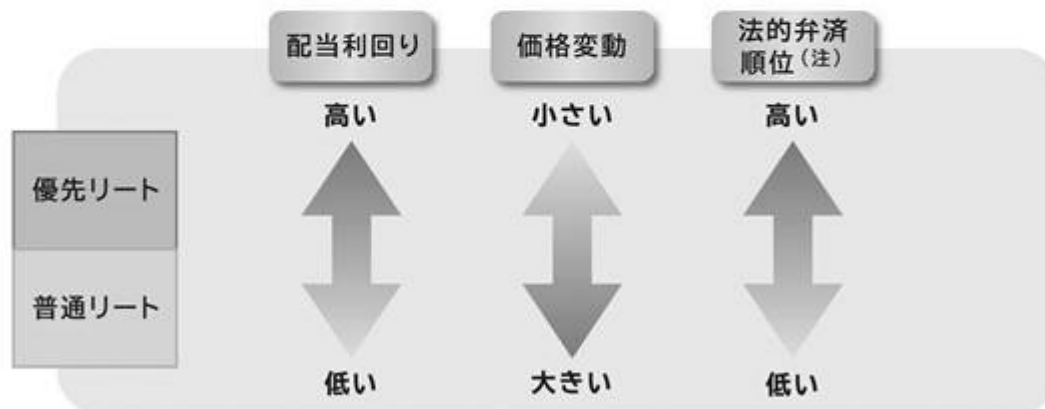 配当利回り
価格変動
法的弁済
順位(注)
高い
小さい
高い
優先リート
普通リート
低い
大きい
低い